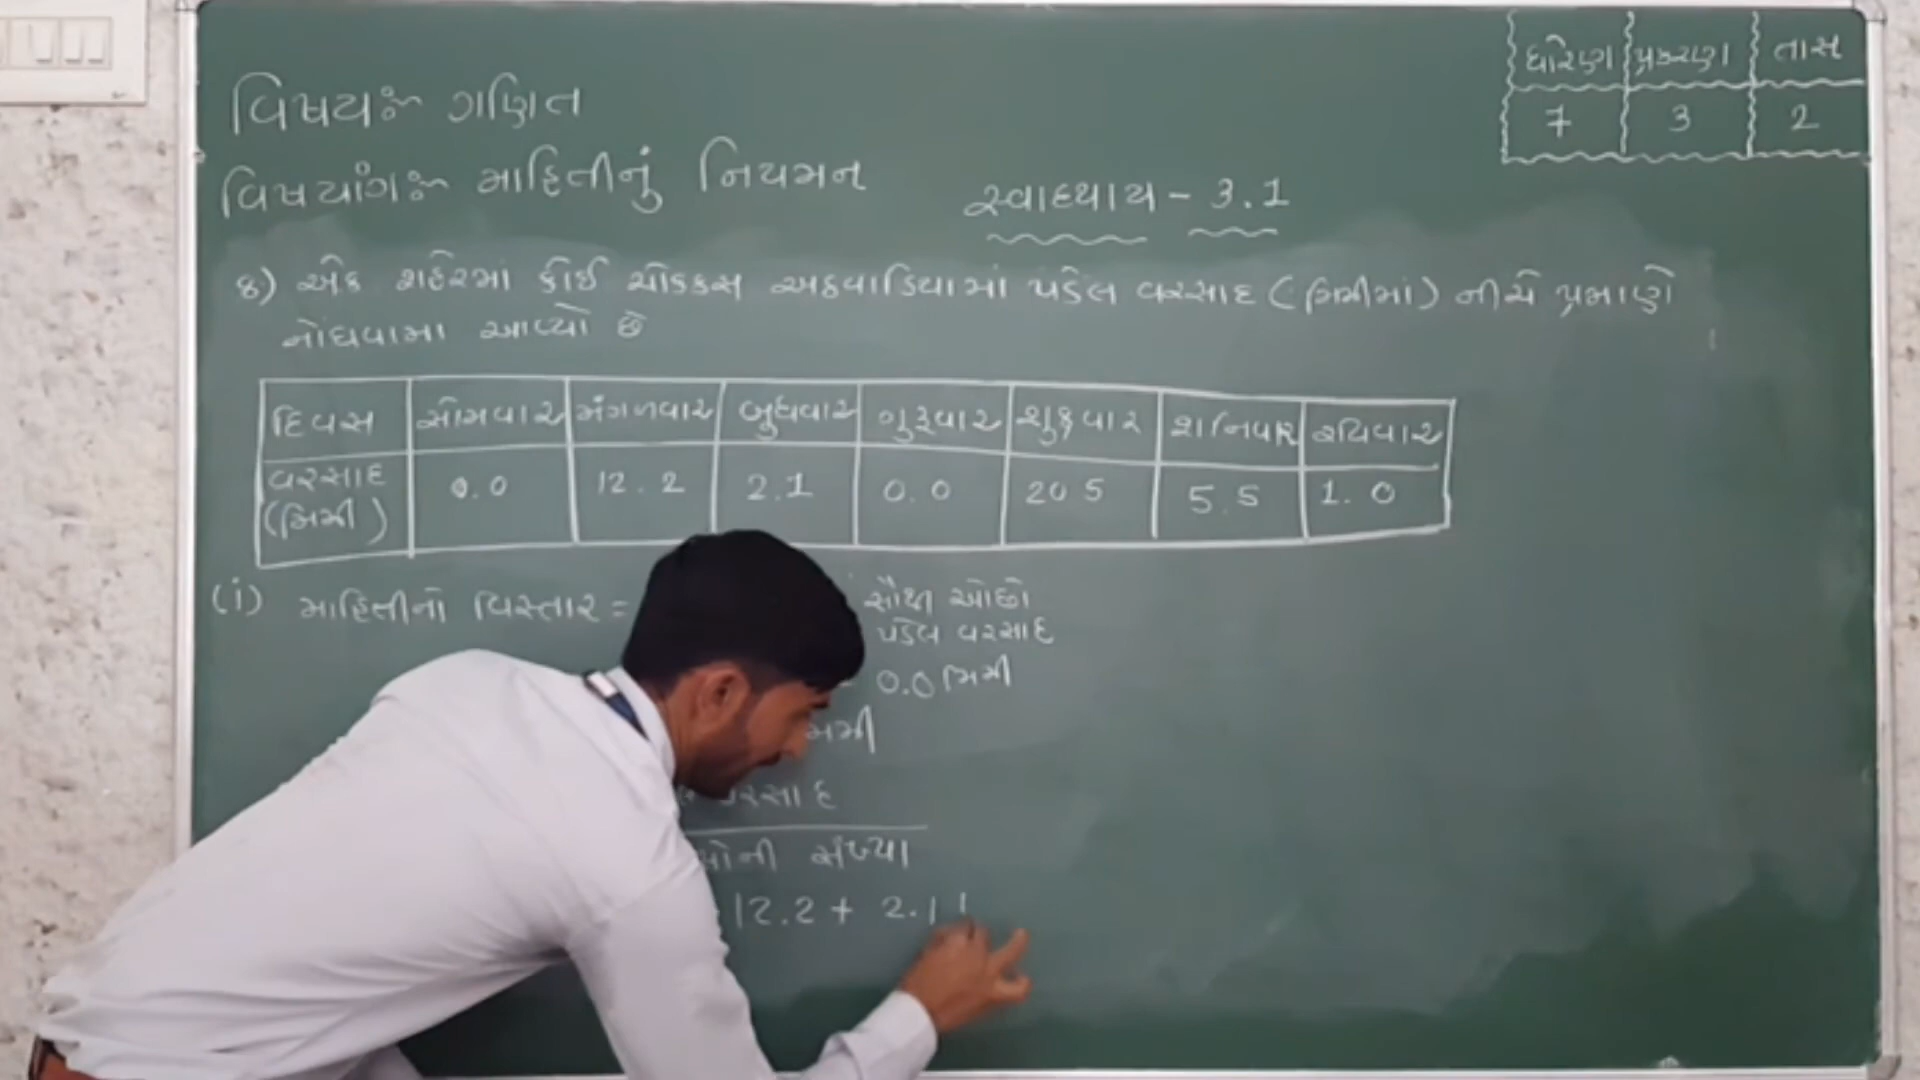 ધોરણ પ્રકરણ તાસ
7 3 2
વિષયઃ~ ગણિત
વિષયાંગઃ~ માહિતીનું નિયમન
સ્વાધ્યાય - 3.1
8) એક શહેરમાં કોઈ ચોક્કસ અઠવાડિયામાં પડેલ વરસાદ (મિમીમાં) નીચે પ્રમાણે
નોંધવામા આવ્યો છે
દિવસ સોમવાર મંગળવાર બુધવાર ગુરૂવાર શુક્રવાર શનિવાર રવિવાર
વરસાદ 0.0 12.2 2.1 0.0 20 5 5.5 1.0
(મિમી)
(i) માહિતીનો વિસ્તાર = સૌથી ઓછો
પડેલ વરસાદ
- 0.0 મિમી
મિમી
વરસાદ
સંખ્યા
12.2 + 2.1